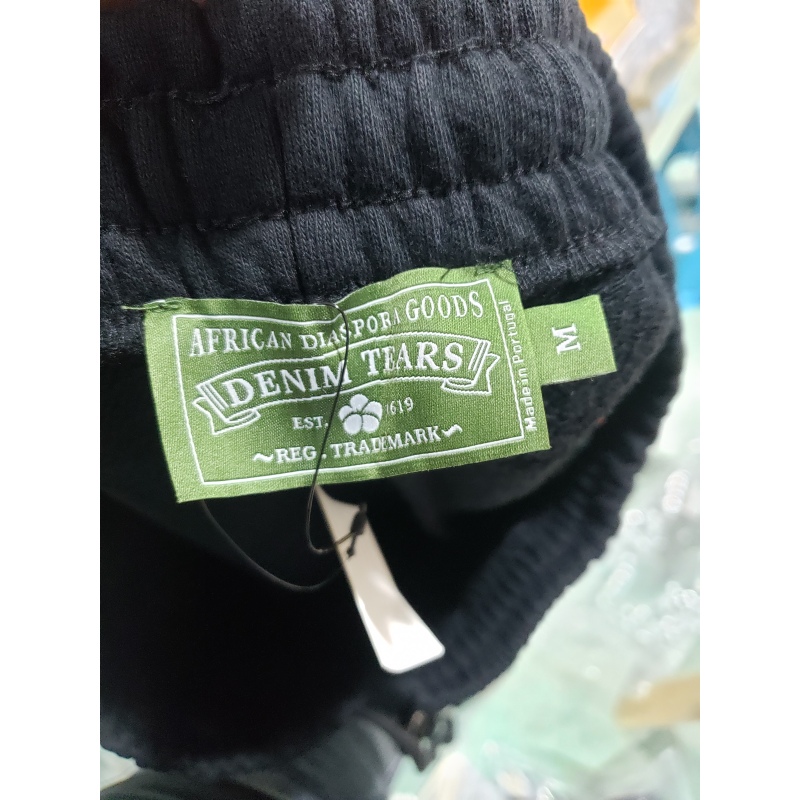 AFRICAN DIASPORA GOODS
DENIM TEARS
EST. 1619
~REG. TRADEMARK~
Made in Portugal
M